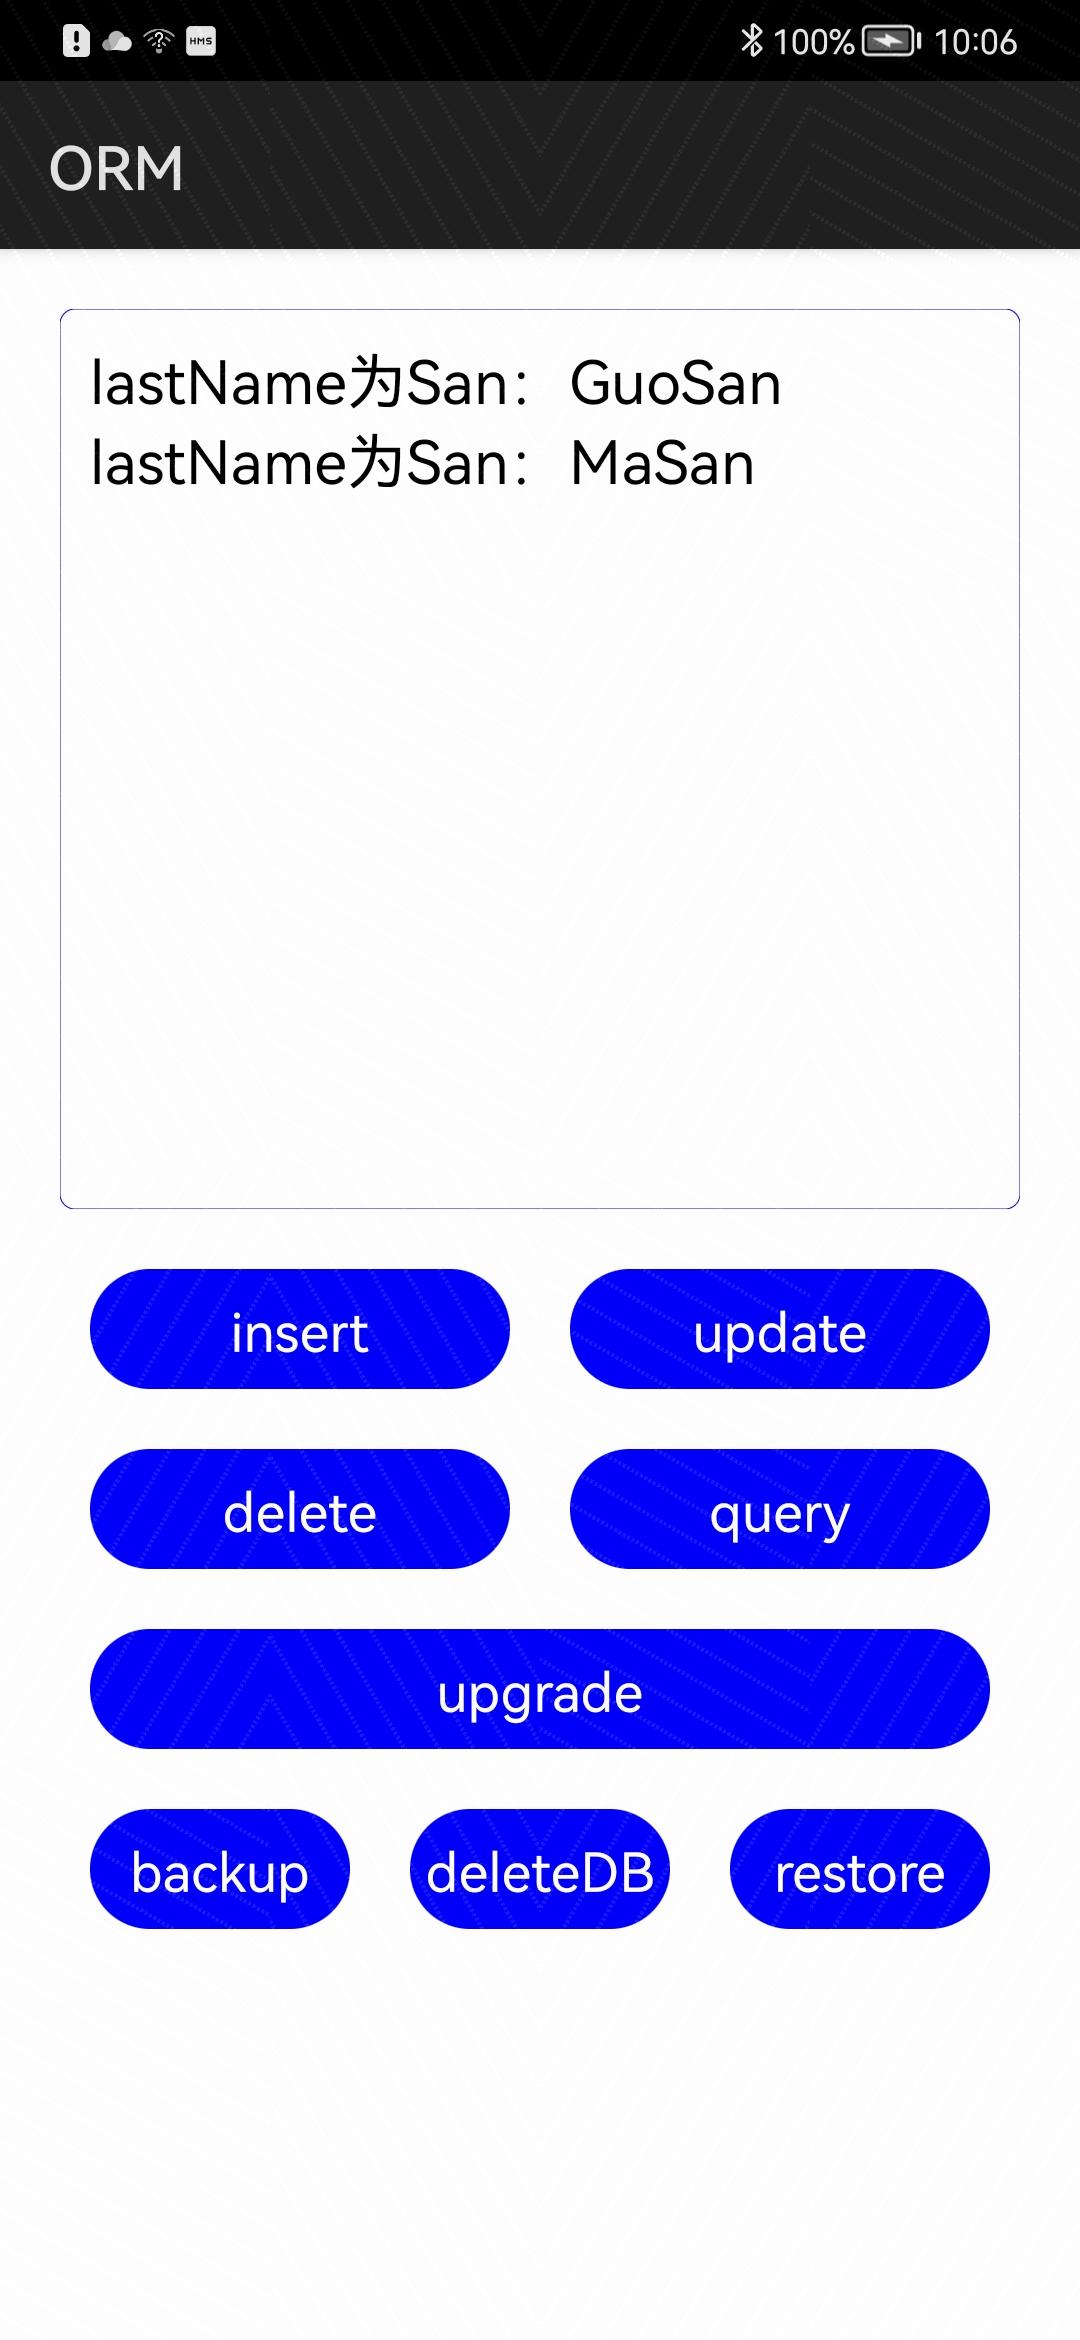 HMS 100% 10:06
ORM
lastName为San： GuoSan
lastName为San： MaSan
insert update
delete query
upgrade
backup deleteDB restore